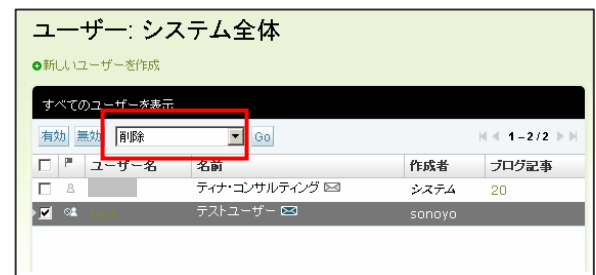 ユーザー: システム全体
新しいユーザーを作成
すべてのユーザーを表示
有効 無効 削除 Go 1-2/2
ユーザー名 名前 作成者 ブログ記事
ティナ・コンサルティング システム 20
テストユーザー sonoyo